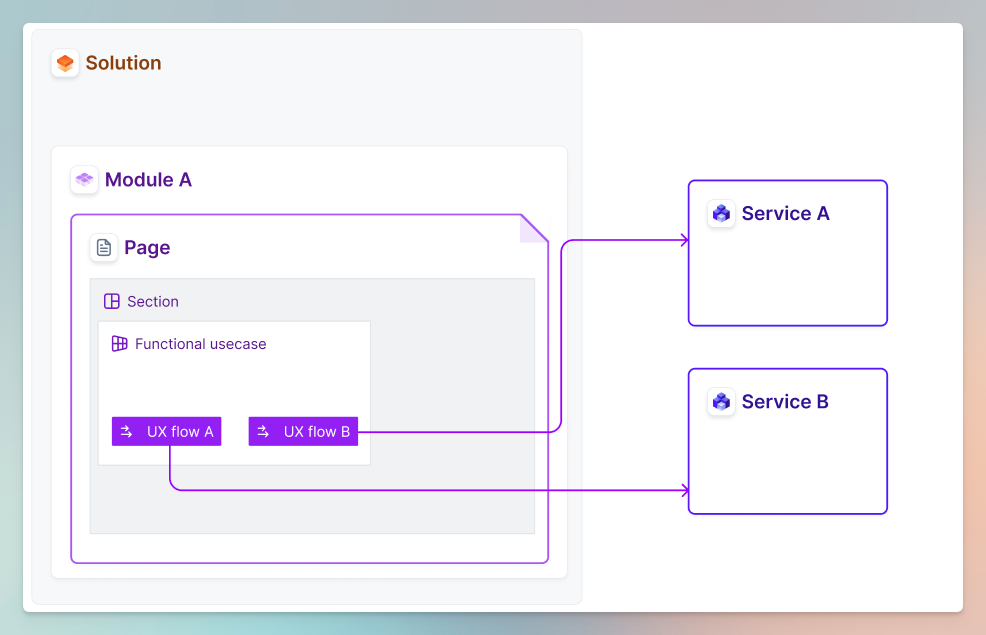 Solution
Module A
Page
Section
Functional usecase
UX flow A
UX flow B
Service A
Service B